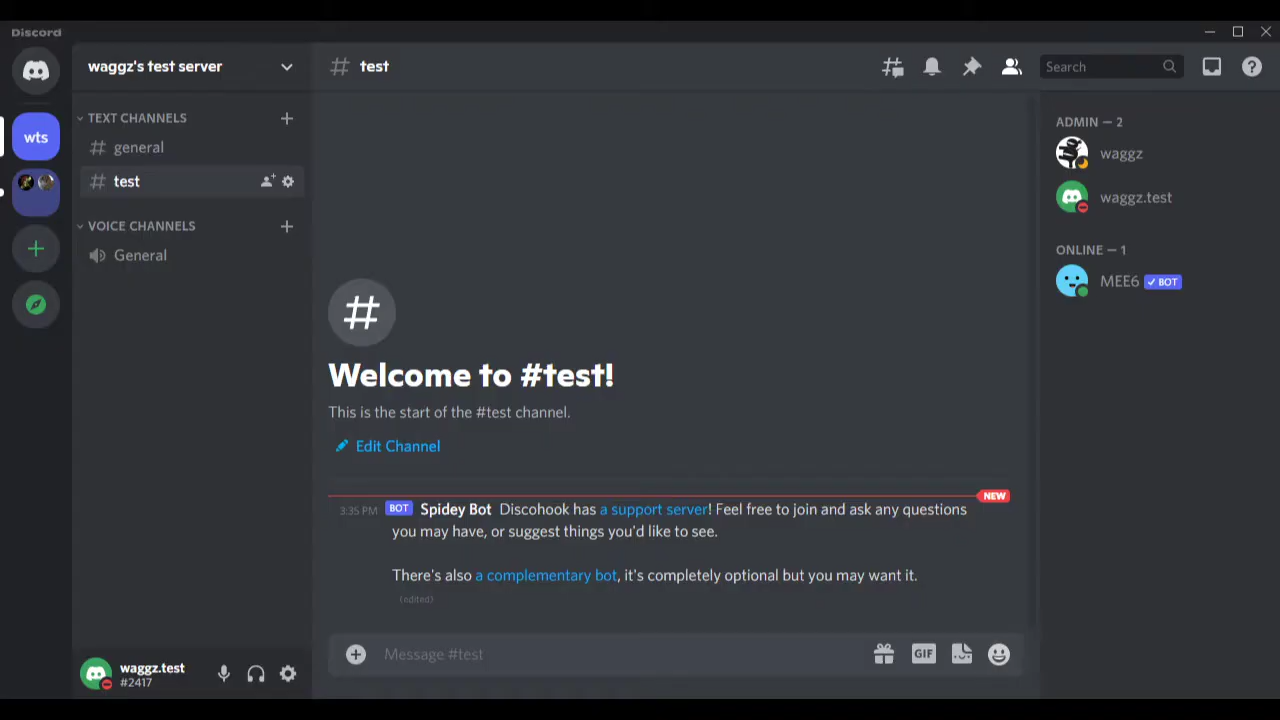 Discord
waggz's test server
# test
Search
wts
TEXT CHANNELS
# general
# test
VOICE CHANNELS
General
Welcome to #test!
This is the start of the #test channel.
Edit Channel
NEW
3:35 PM BOT Spidey Bot Discohook has a support server! Feel free to join and ask any questions
you may have, or suggest things you'd like to see.
There's also a complementary bot, it's completely optional but you may want it.
(edited)
Message #test
GIF
waggz.test
#2417
ADMIN — 2
waggz
waggz.test
ONLINE — 1
MEE6 ✓ BOT